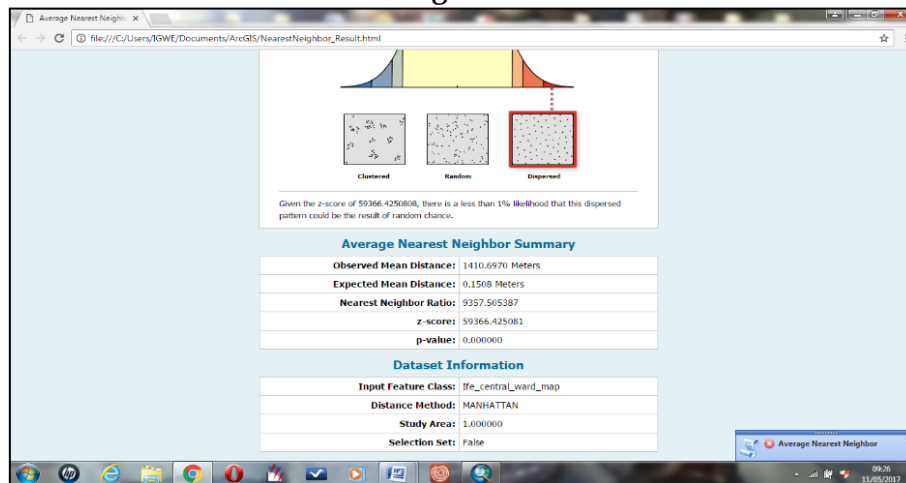 Average Nearest Neighb
file:///C:/Users/IGWE/Documents/ArcGIS/NearestNeighbor_Result.html
Clustered Random Dispersed
Given the z-score of 59366.4250808, there is a less than 1% likelihood that this dispersed
pattern could be the result of random chance.
Average Nearest Neighbor Summary
Observed Mean Distance: 1410.6970 Meters
Expected Mean Distance: 0.1508 Meters
Nearest Neighbor Ratio: 9357.505387
z-score: 59366.425081
p-value: 0.000000
Dataset Information
Input Feature Class: Ife_central_ward_map
Distance Method: MANHATTAN
Study Area: 1.000000
Selection Set: False
Average Nearest Neighbor
09:26
11/05/2017